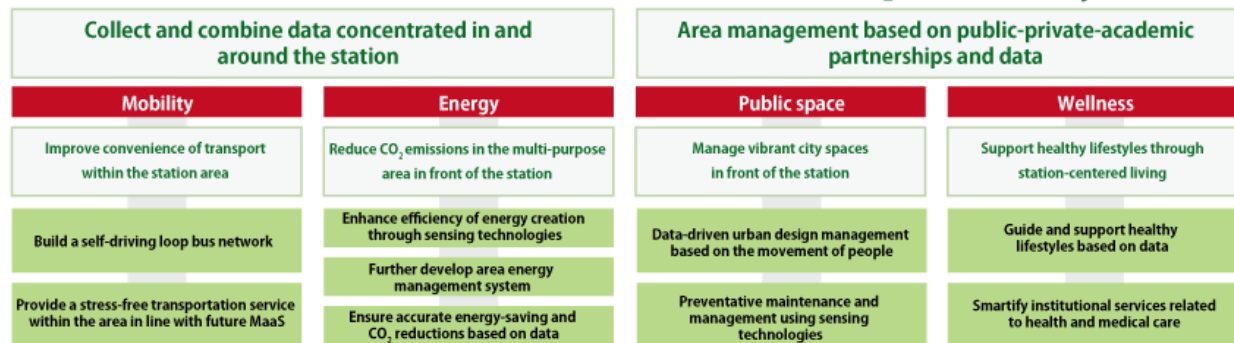 Collect and combine data concentrated in and
around the station
Area management based on public-private-academic
partnerships and data
Mobility
Improve convenience of transport
within the station area
Build a self-driving loop bus network
Provide a stress-free transportation service
within the area in line with future MaaS
Energy
Reduce CO₂ emissions in the multi-purpose
area in front of the station
Enhance efficiency of energy creation
through sensing technologies
Further develop area energy
management system
Ensure accurate energy-saving and
CO₂ reductions based on data
Public space
Manage vibrant city spaces
in front of the station
Data-driven urban design management
based on the movement of people
Preventative maintenance and
management using sensing
technologies
Wellness
Support healthy lifestyles through
station-centered living
Guide and support healthy
lifestyles based on data
Smartify institutional services related
to health and medical care